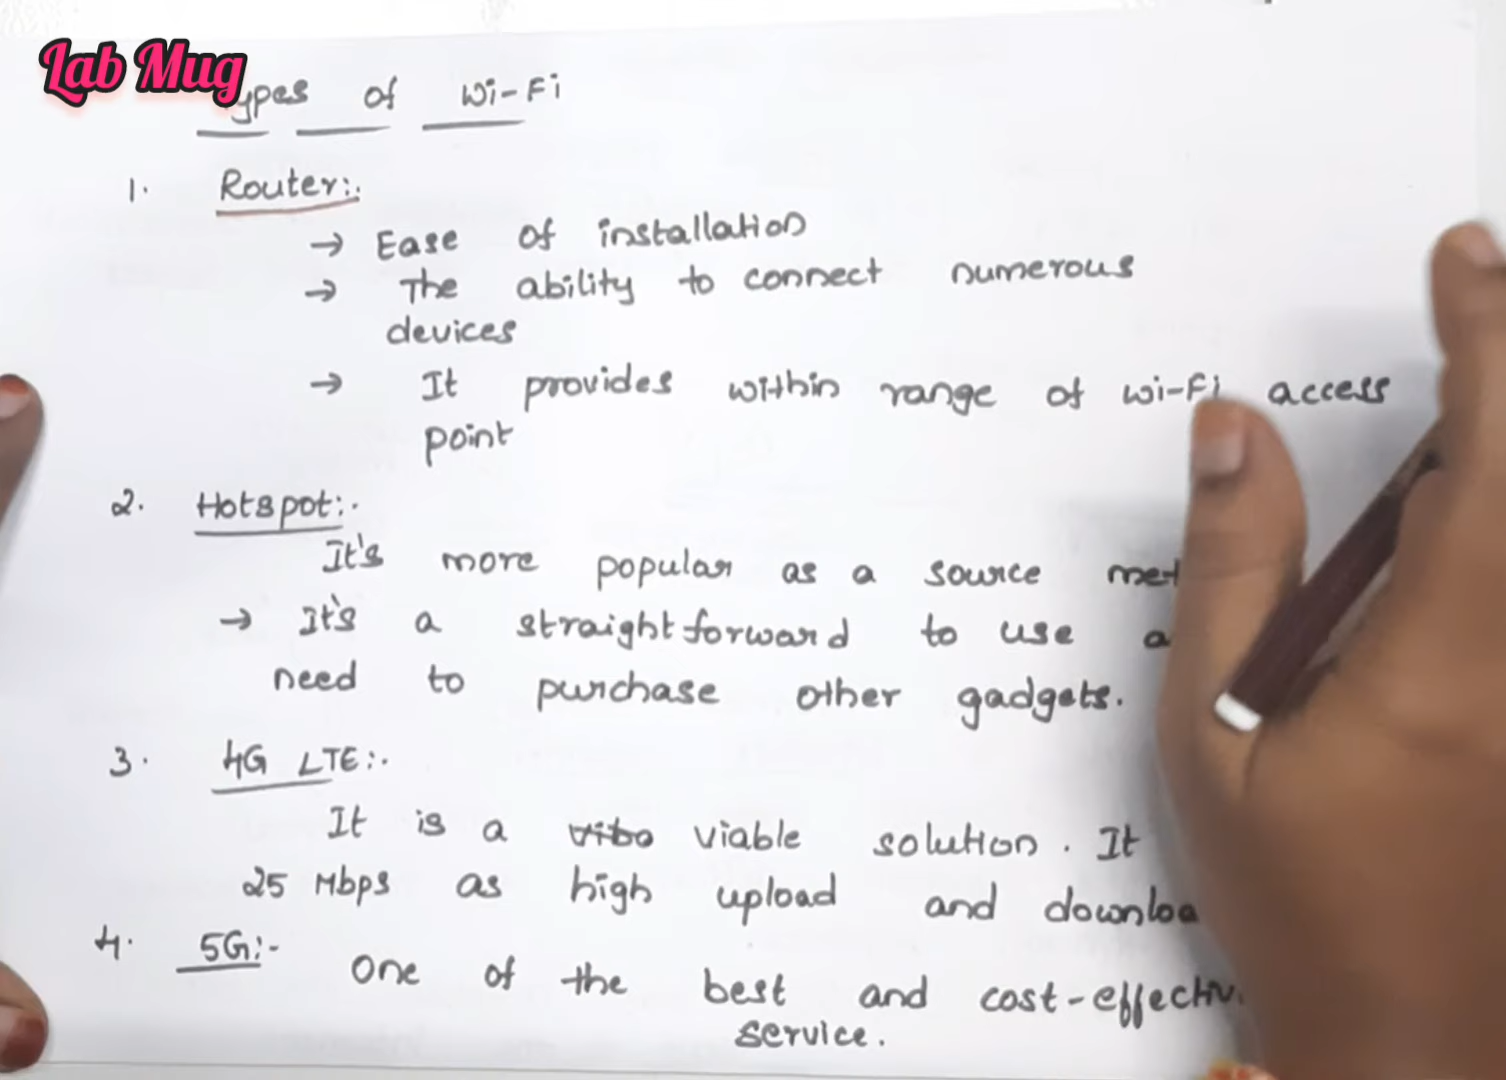 Lab Mug
ypes of Wi-Fi
1. Router:.
→ Ease of installation
→ The ability to connect numerous
devices
→ It provides within range of Wi-Fi access
point
2. Hotspot:.
It's more popular as a source
→ It's a straight forward to use
need to purchase other gadgets.
3. 4G LTE:.
It is a viable solution. It
25 Mbps as high upload and
4. 5G:- One of the best and
service.